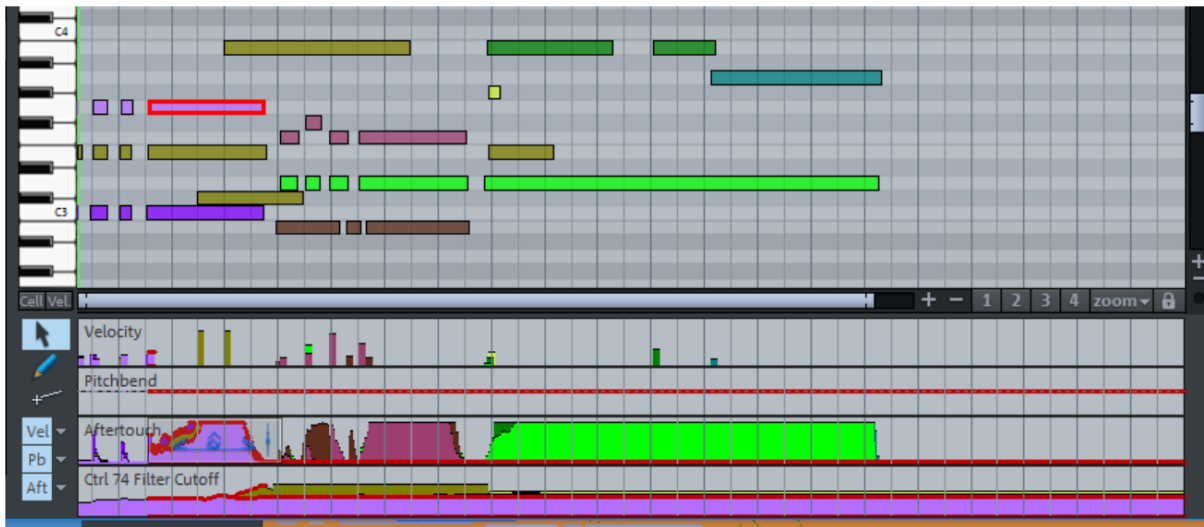 C4
C3
Cell Vel.
+ − 1 2 3 4 zoom
+
−
Velocity
Pitchbend
Vel Aftertouch
Pb
Aft Ctrl 74 Filter Cutoff